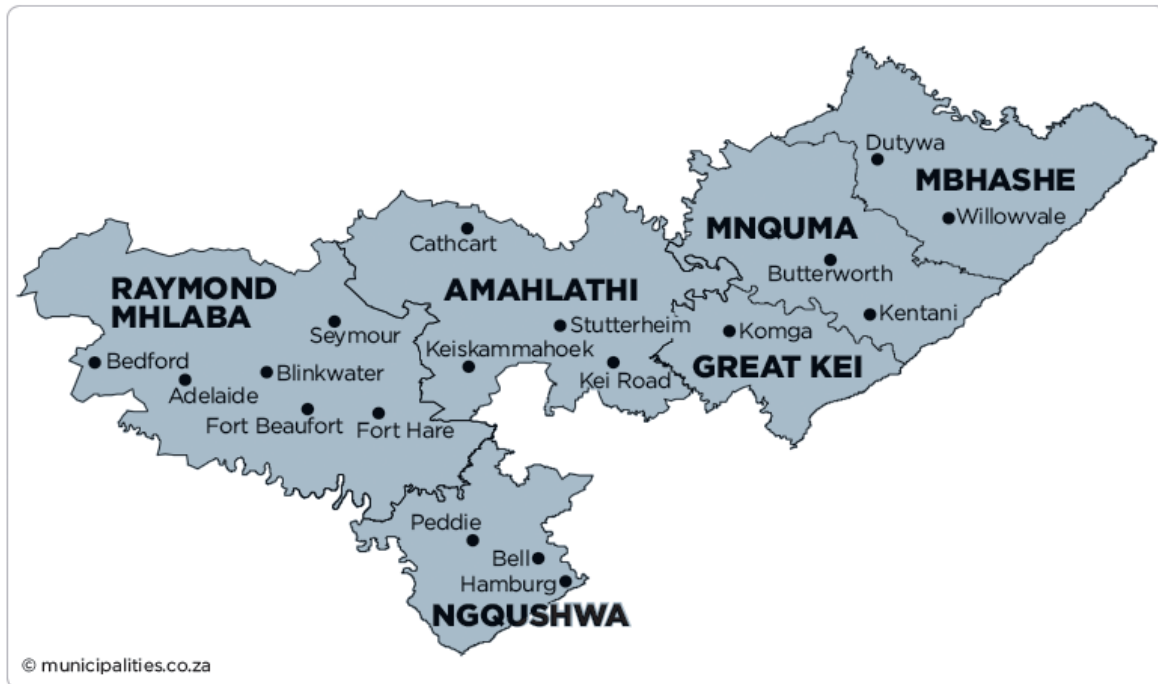 Dutywa
MBHASHE
Willowvale
MNQUMA
Butterworth
Kentani
Cathcart
AMAHLATHI
Stutterheim
Keiskammahoek
Kei Road
Komga
GREAT KEI
RAYMOND
MHLABA
Seymour
Bedford
Blinkwater
Adelaide
Fort Beaufort
Fort Hare
Peddie
Bell
Hamburg
NGQUSHWA
© municipalities.co.za